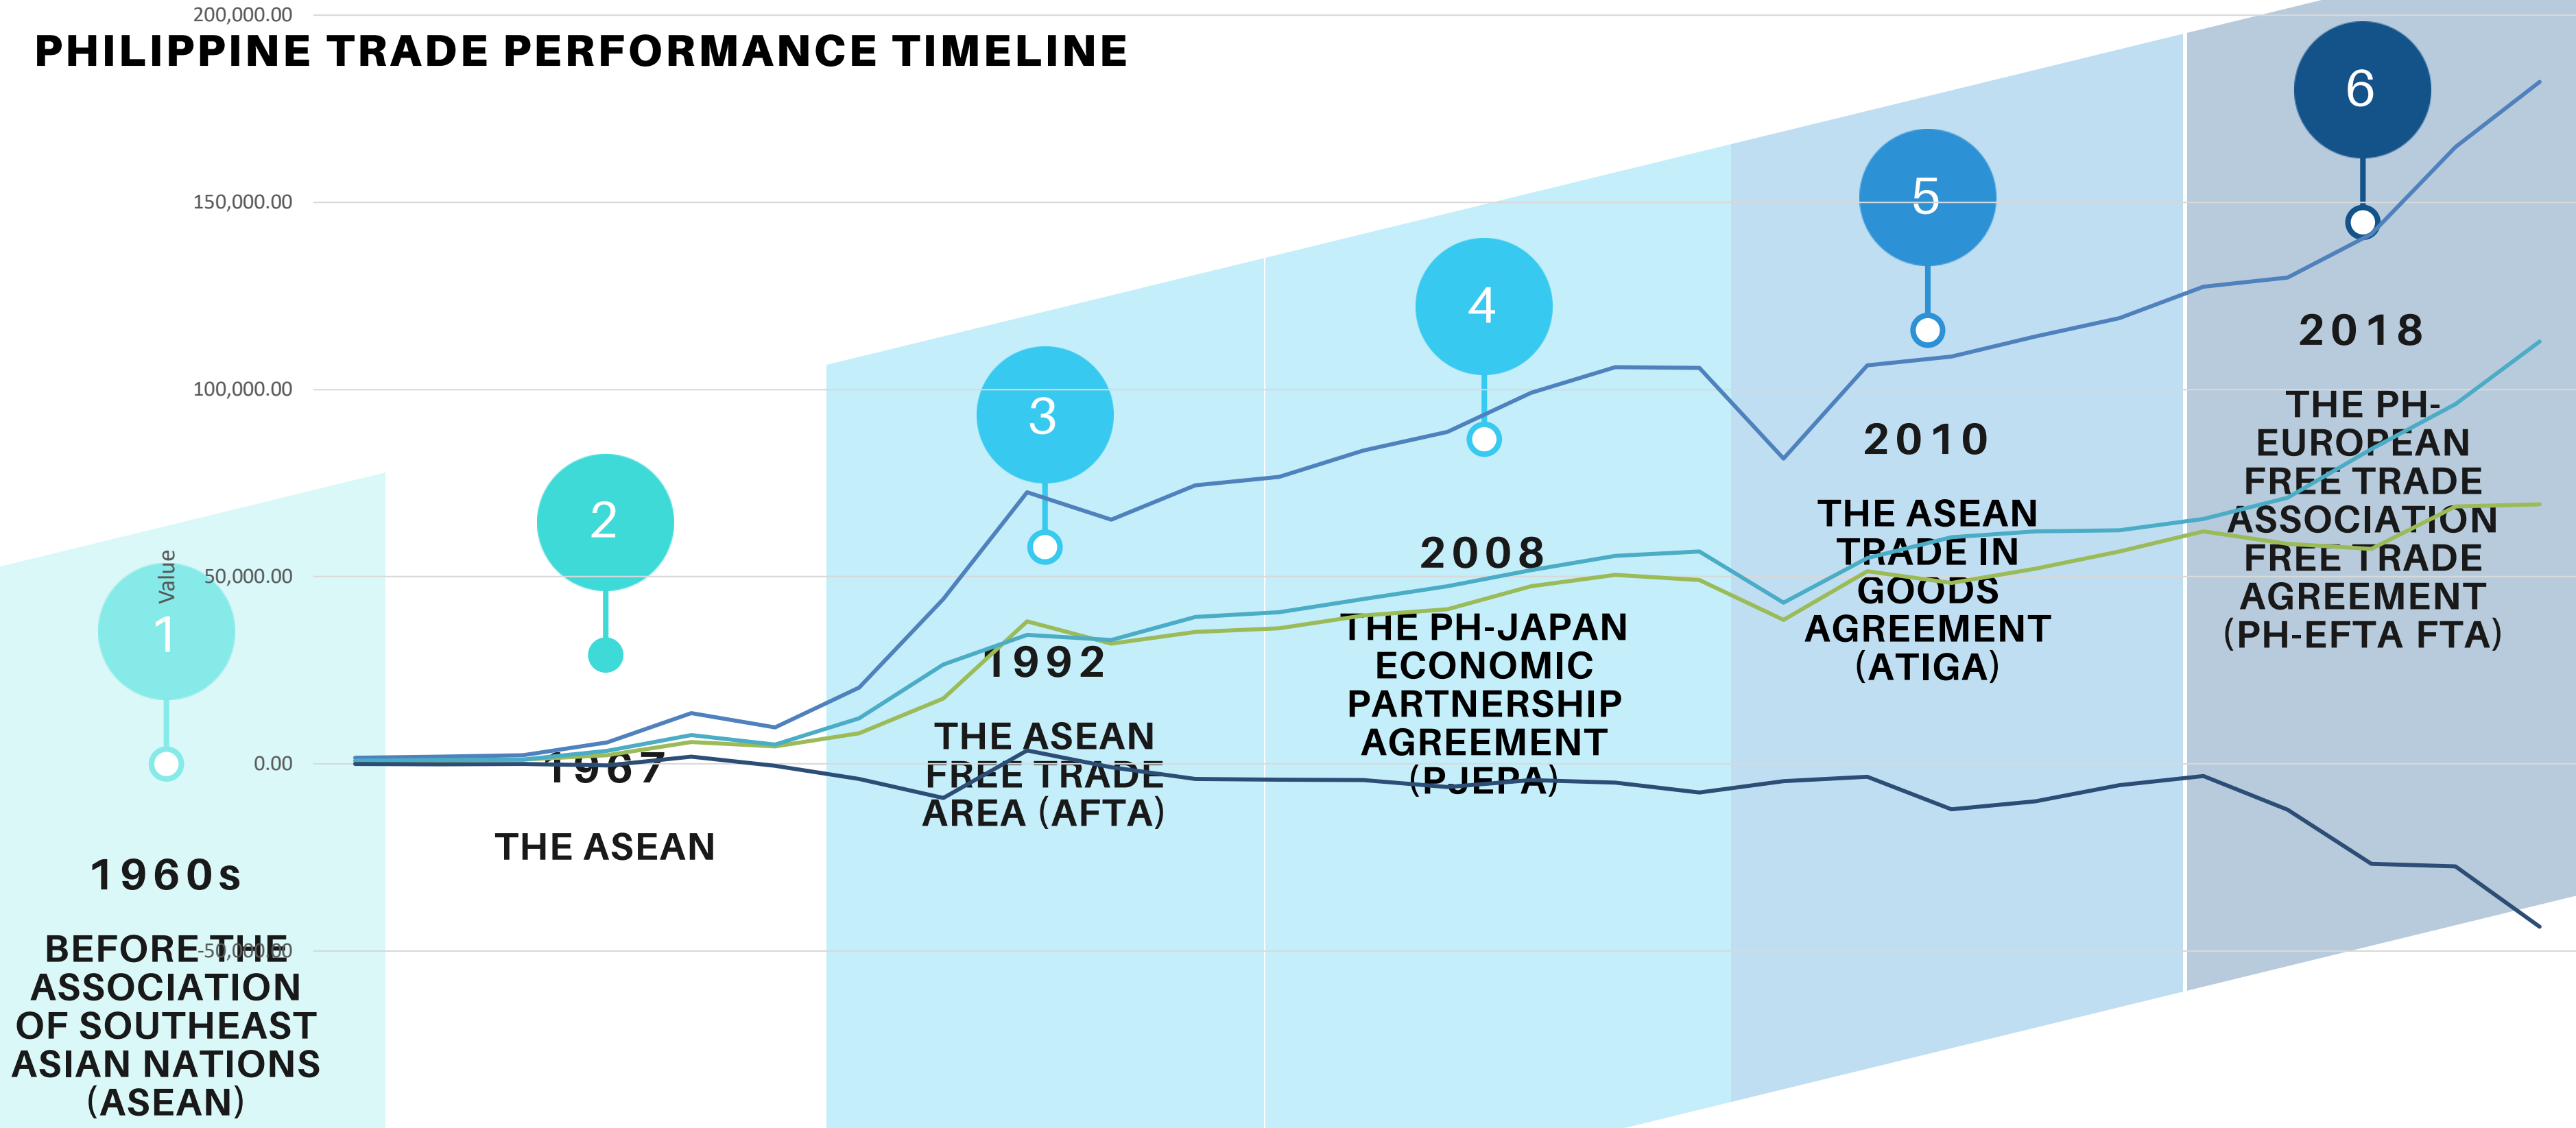 200,000.00
PHILIPPINE TRADE PERFORMANCE TIMELINE
150,000.00
100,000.00
50,000.00
0.00
-50,000.00
Value
1
1960s
BEFORE THE
ASSOCIATION
OF SOUTHEAST
ASIAN NATIONS
(ASEAN)
2
1967
THE ASEAN
3
1992
THE ASEAN
FREE TRADE
AREA (AFTA)
4
2008
THE PH-JAPAN
ECONOMIC
PARTNERSHIP
AGREEMENT
(PJEPA)
5
2010
THE ASEAN
TRADE IN
GOODS
AGREEMENT
(ATIGA)
6
2018
THE PH-
EUROPEAN
FREE TRADE
ASSOCIATION
FREE TRADE
AGREEMENT
(PH-EFTA FTA)